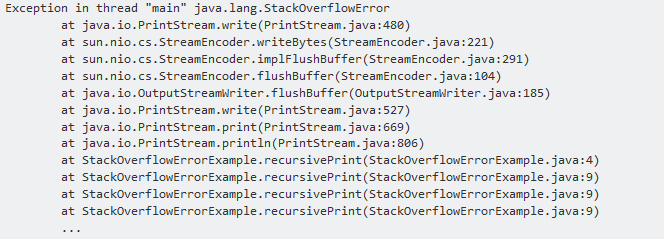 Exception in thread "main" java.lang.StackOverflowError
at java.io.PrintStream.write(PrintStream.java:480)
at sun.nio.cs.StreamEncoder.writeBytes(StreamEncoder.java:221)
at sun.nio.cs.StreamEncoder.implFlushBuffer(StreamEncoder.java:291)
at sun.nio.cs.StreamEncoder.flushBuffer(StreamEncoder.java:104)
at java.io.OutputStreamWriter.flushBuffer(OutputStreamWriter.java:185)
at java.io.PrintStream.write(PrintStream.java:527)
at java.io.PrintStream.print(PrintStream.java:669)
at java.io.PrintStream.println(PrintStream.java:806)
at StackOverflowErrorExample.recursivePrint(StackOverflowErrorExample.java:4)
at StackOverflowErrorExample.recursivePrint(StackOverflowErrorExample.java:9)
at StackOverflowErrorExample.recursivePrint(StackOverflowErrorExample.java:9)
at StackOverflowErrorExample.recursivePrint(StackOverflowErrorExample.java:9)
...